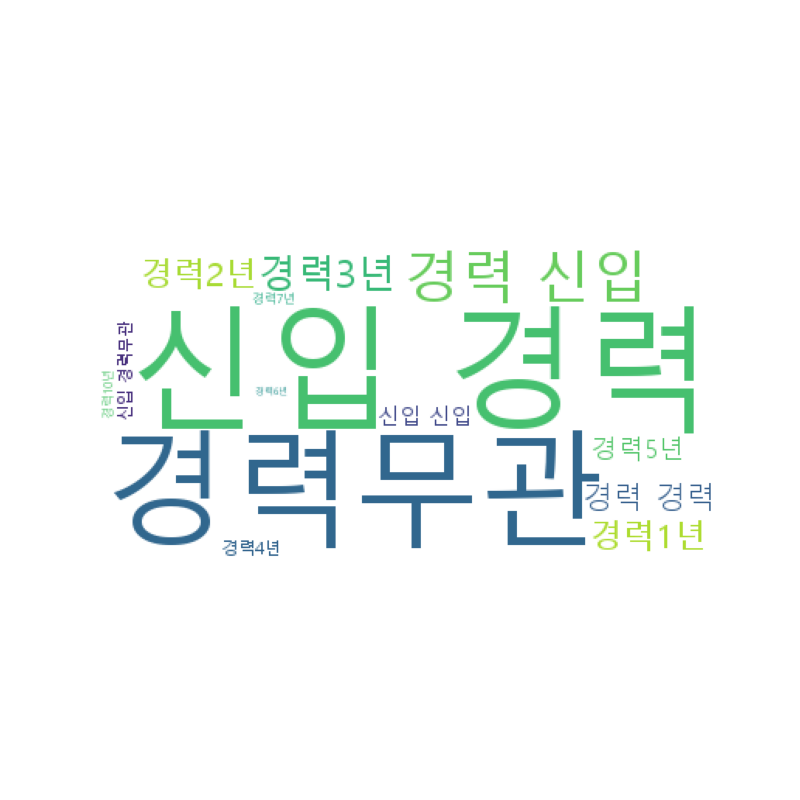 경력2년
경력3년
경력 신입
경력7년
신입 경력
신입 경력무관
경력10년
경력6년
신입 신입
경력무관
경력5년
경력 경력
경력1년
경력4년